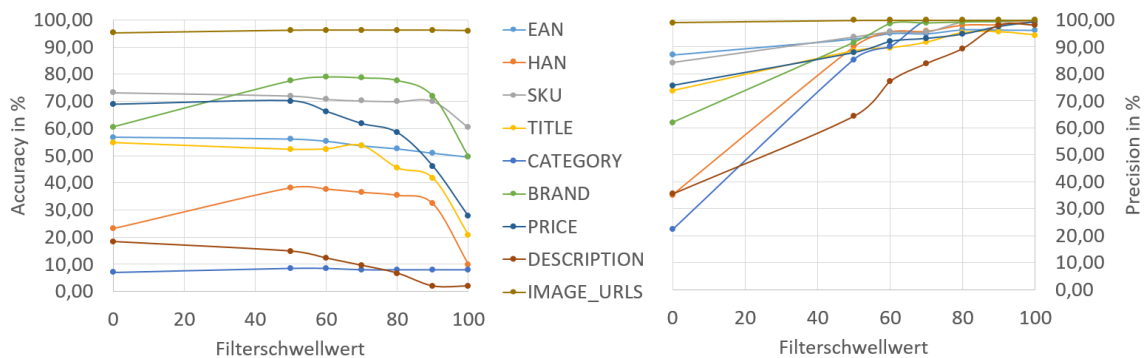 Accuracy in %
100,00
90,00
80,00
70,00
60,00
50,00
40,00
30,00
20,00
10,00
0,00
0 20 40 60 80 100
Filterschwellwert
EAN
HAN
SKU
TITLE
CATEGORY
BRAND
PRICE
DESCRIPTION
IMAGE_URLS
100,00
90,00
80,00
70,00
60,00
50,00
40,00
30,00
20,00
10,00
0,00
Precision in %
0 20 40 60 80 100
Filterschwellwert